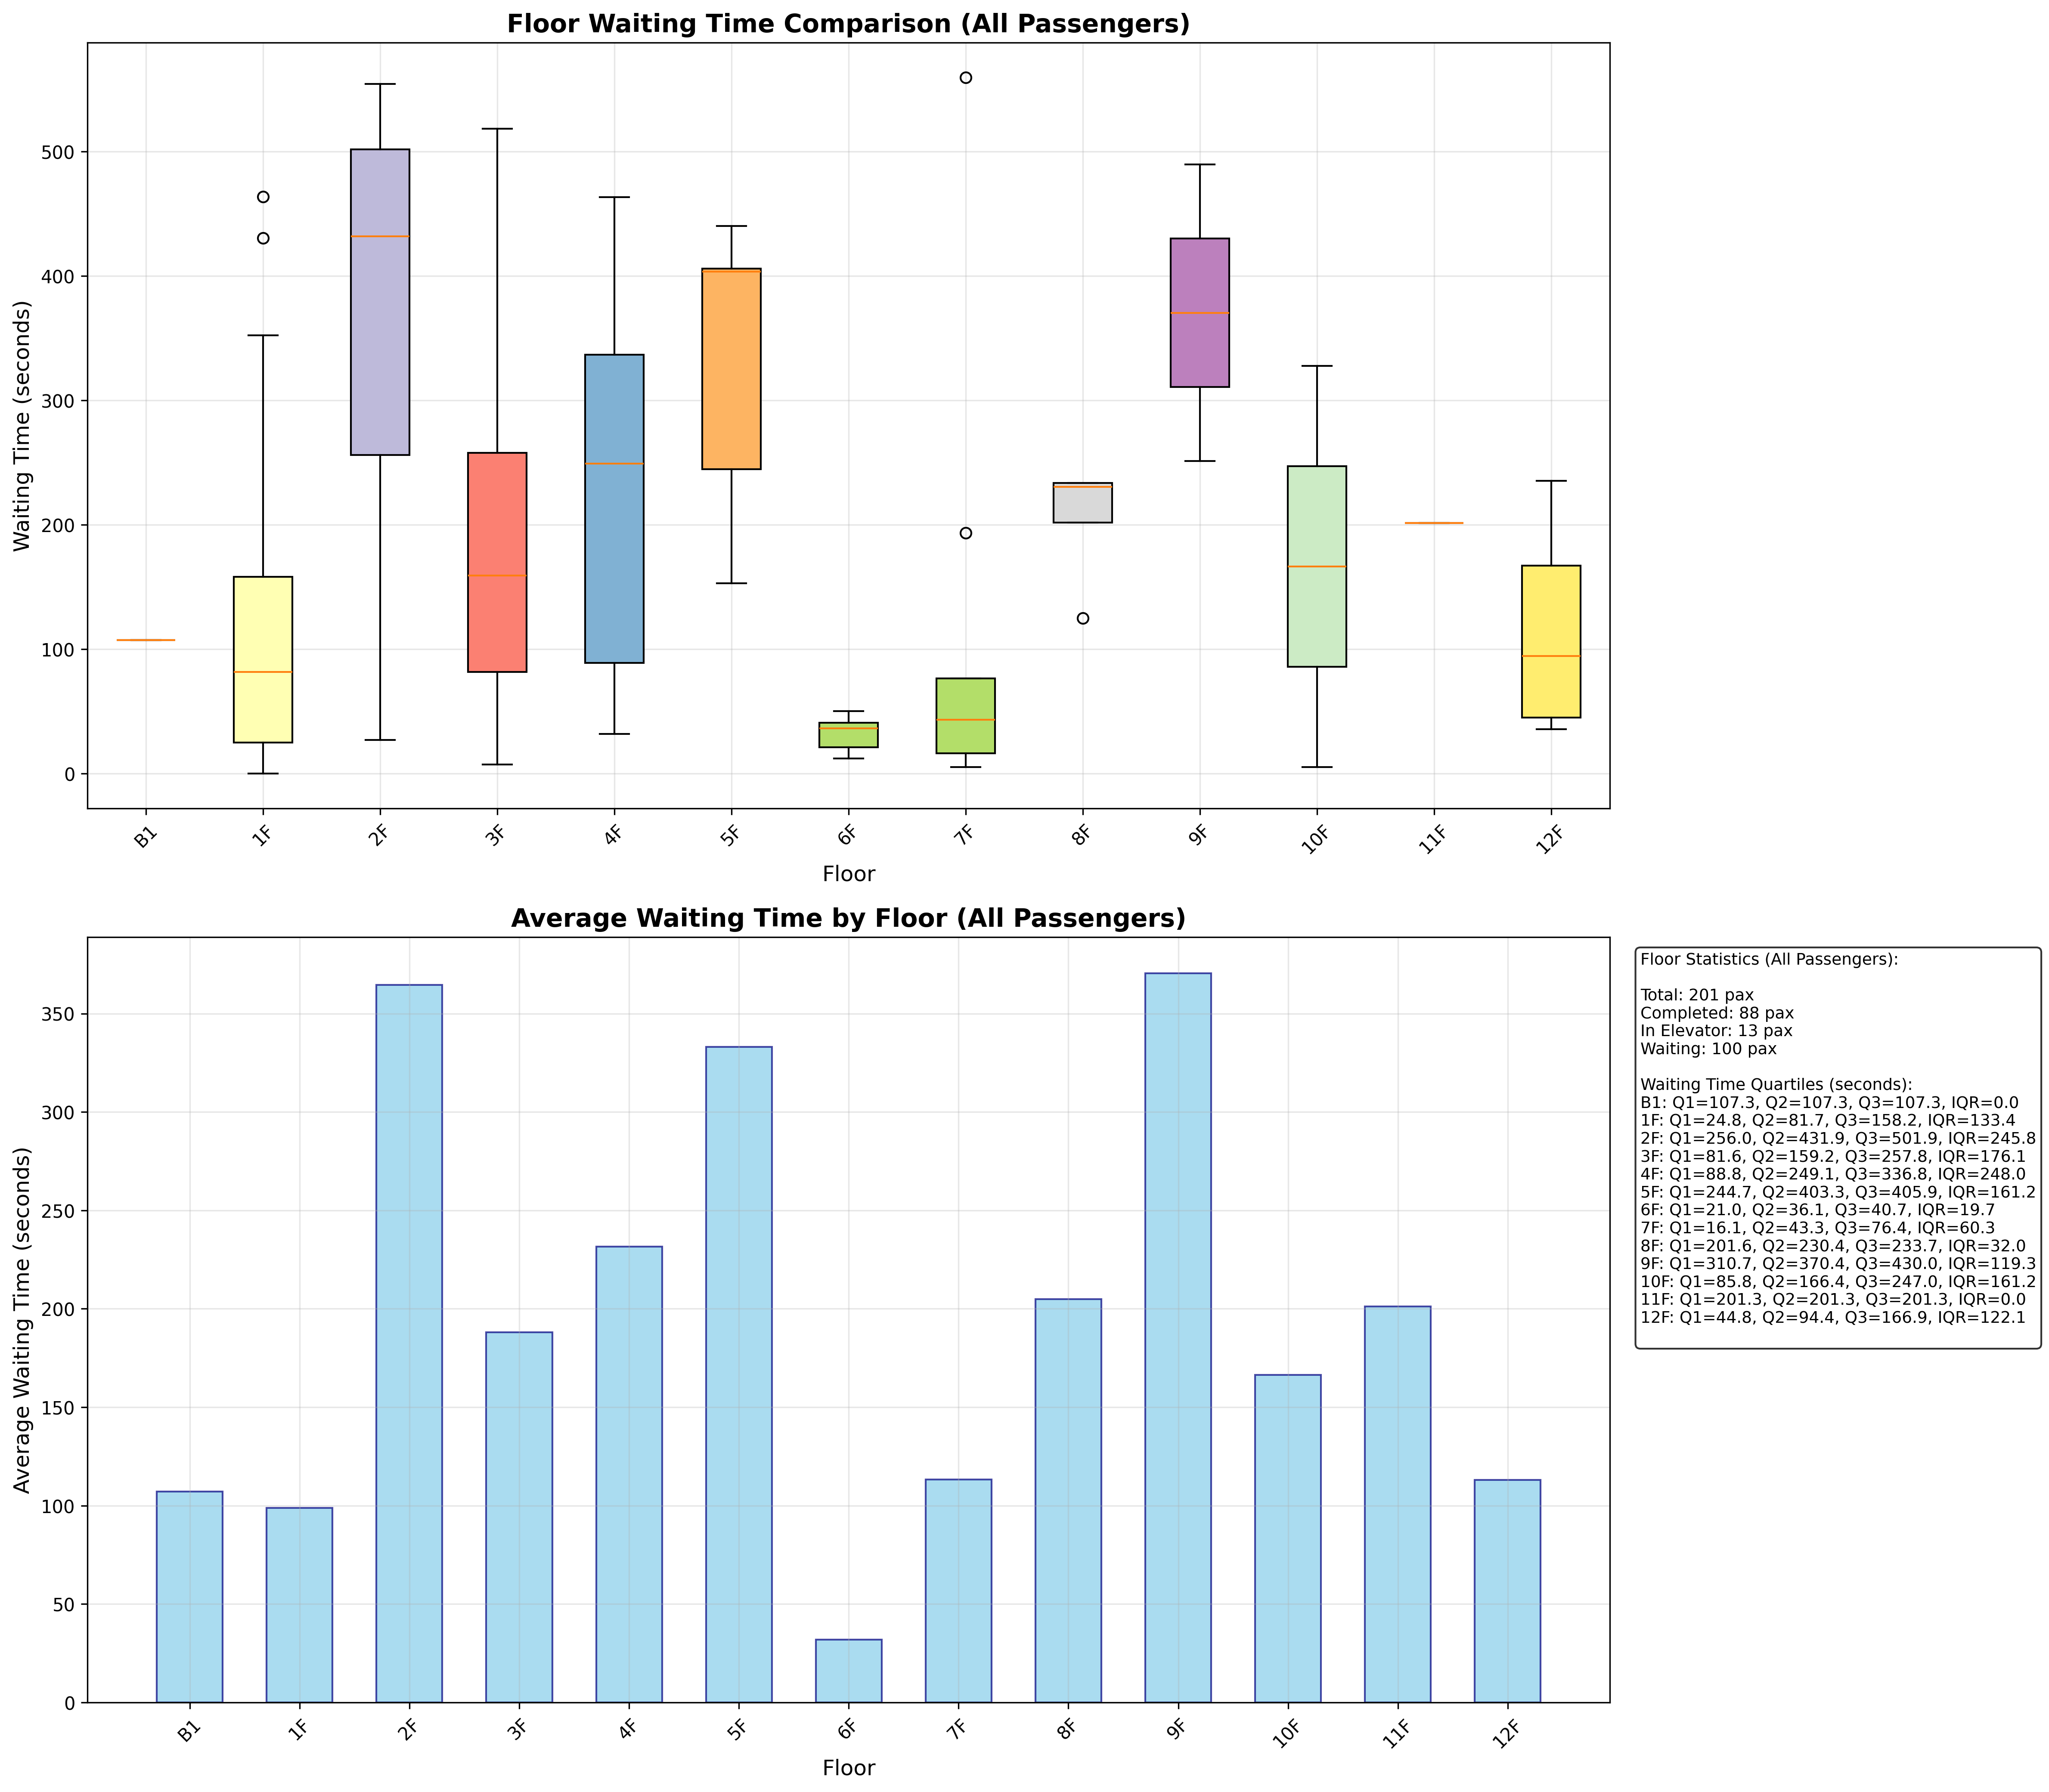 Floor Waiting Time Comparison (All Passengers)
Waiting Time (seconds)
500
400
300
200
100
0
B1 1F 2F 3F 4F 5F 6F 7F 8F 9F 10F 11F 12F
Floor
Average Waiting Time by Floor (All Passengers)
Average Waiting Time (seconds)
350
300
250
200
150
100
50
0
B1 1F 2F 3F 4F 5F 6F 7F 8F 9F 10F 11F 12F
Floor
Floor Statistics (All Passengers):
Total: 201 pax
Completed: 88 pax
In Elevator: 13 pax
Waiting: 100 pax
Waiting Time Quartiles (seconds):
B1: Q1=107.3, Q2=107.3, Q3=107.3, IQR=0.0
1F: Q1=24.8, Q2=81.7, Q3=158.2, IQR=133.4
2F: Q1=256.0, Q2=431.9, Q3=501.9, IQR=245.8
3F: Q1=81.6, Q2=159.2, Q3=257.8, IQR=176.1
4F: Q1=88.8, Q2=249.1, Q3=336.8, IQR=248.0
5F: Q1=244.7, Q2=403.3, Q3=405.9, IQR=161.2
6F: Q1=21.0, Q2=36.1, Q3=40.7, IQR=19.7
7F: Q1=16.1, Q2=43.3, Q3=76.4, IQR=60.3
8F: Q1=201.6, Q2=230.4, Q3=233.7, IQR=32.0
9F: Q1=310.7, Q2=370.4, Q3=430.0, IQR=119.3
10F: Q1=85.8, Q2=166.4, Q3=247.0, IQR=161.2
11F: Q1=201.3, Q2=201.3, Q3=201.3, IQR=0.0
12F: Q1=44.8, Q2=94.4, Q3=166.9, IQR=122.1